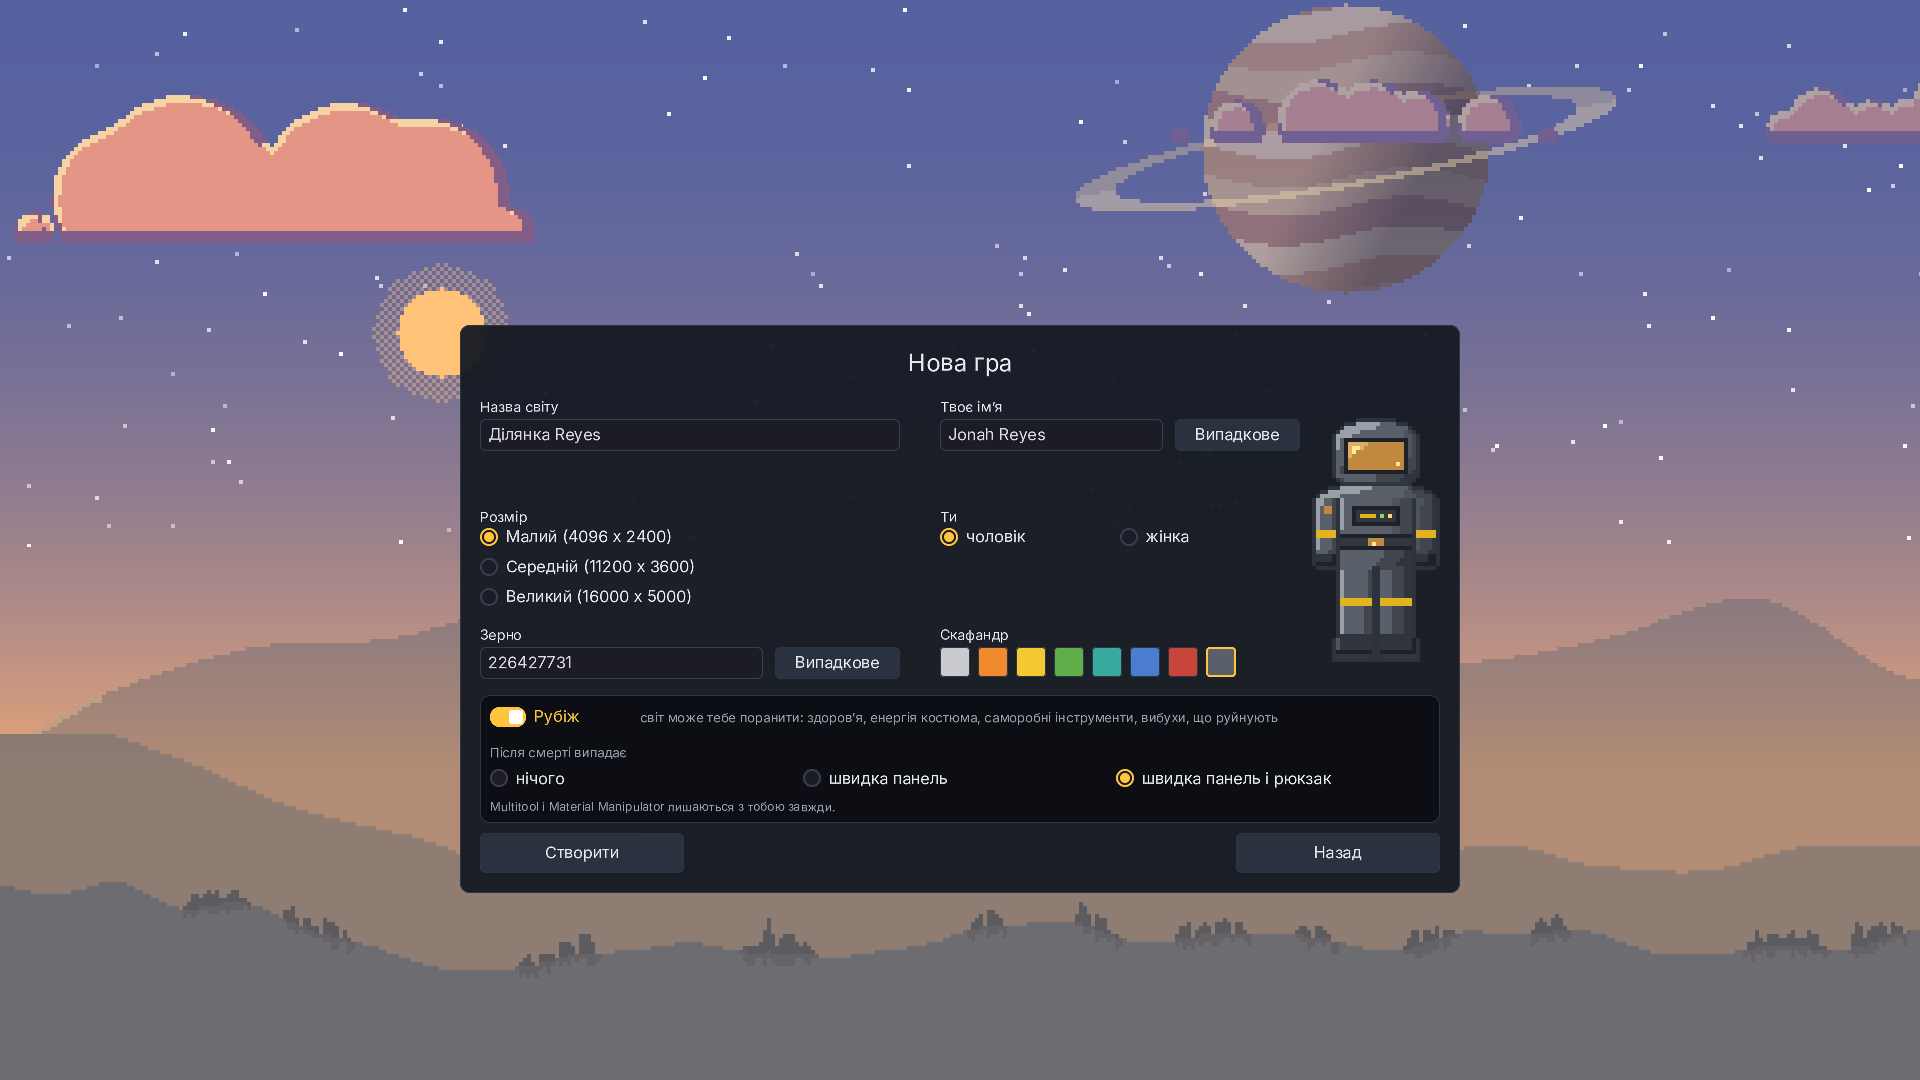 Нова гра
Назва світу
Ділянка Reyes
Твоє ім'я
Jonah Reyes
Випадкове
Розмір
Малий (4096 x 2400)
Середній (11200 x 3600)
Великий (16000 x 5000)
Ти
чоловік
жінка
Зерно
226427731
Випадкове
Скафандр
Рубіж
світ може тебе поранити: здоров'я, енергія костюма, саморобні інструменти, вибухи, що руйнують
Після смерті випадає
нічого
швидка панель
швидка панель і рюкзак
Multitool і Material Manipulator лишаються з тобою завжди.
Створити
Назад